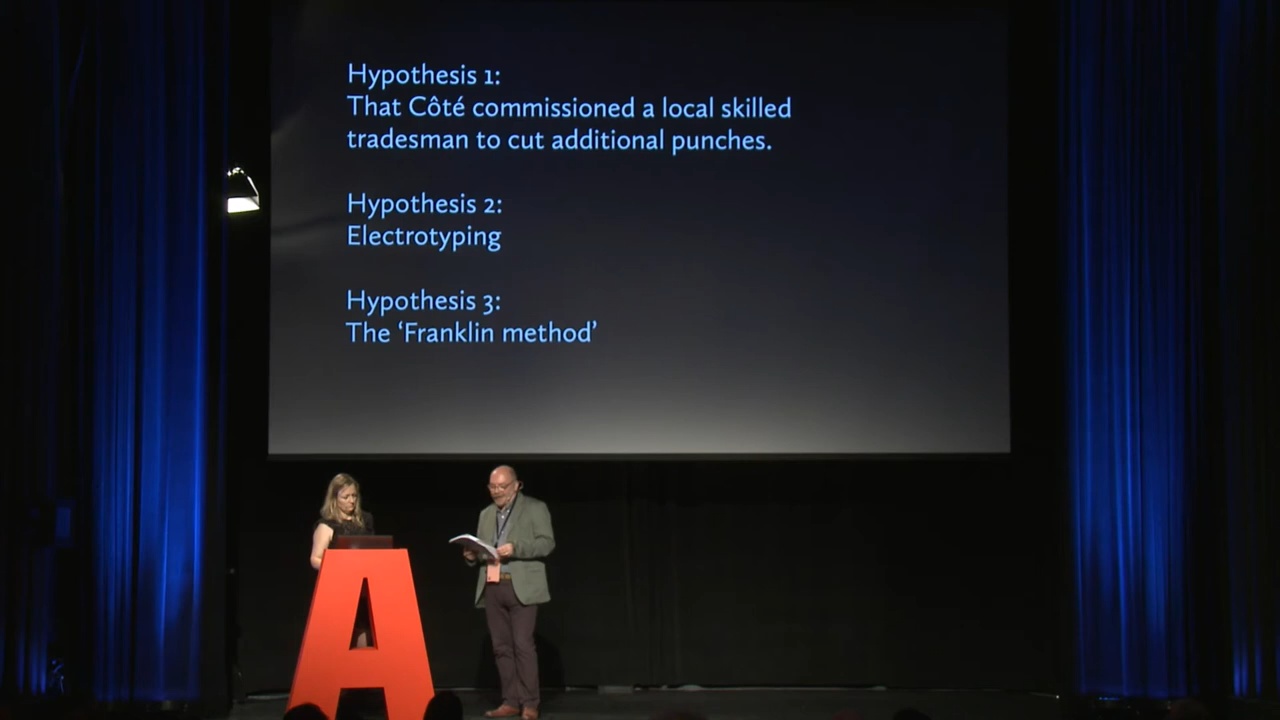 Hypothesis 1:
That Côté commissioned a local skilled
tradesman to cut additional punches.
Hypothesis 2:
Electrotyping
Hypothesis 3:
The ‘Franklin method’
A